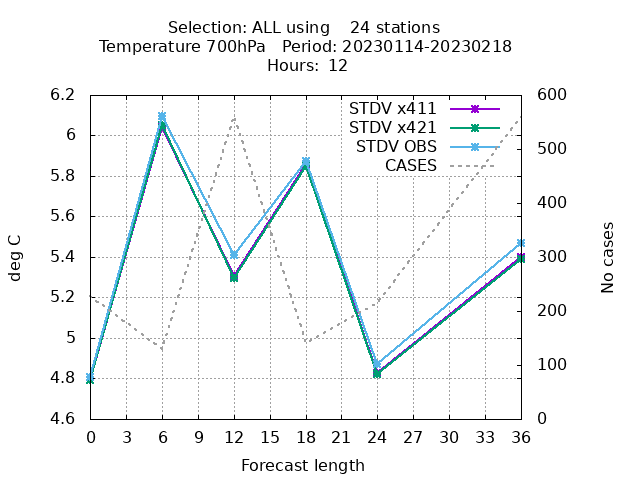 Selection: ALL using    24 stations
Temperature 700hPa   Period: 20230114-20230218
Hours: 12
6.2
6
5.8
5.6
5.4
5.2
5
4.8
4.6
600
500
400
300
200
100
0
STDV x411
STDV x421
STDV OBS
CASES
deg C
No cases
0 3 6 9 12 15 18 21 24 27 30 33 36
Forecast length